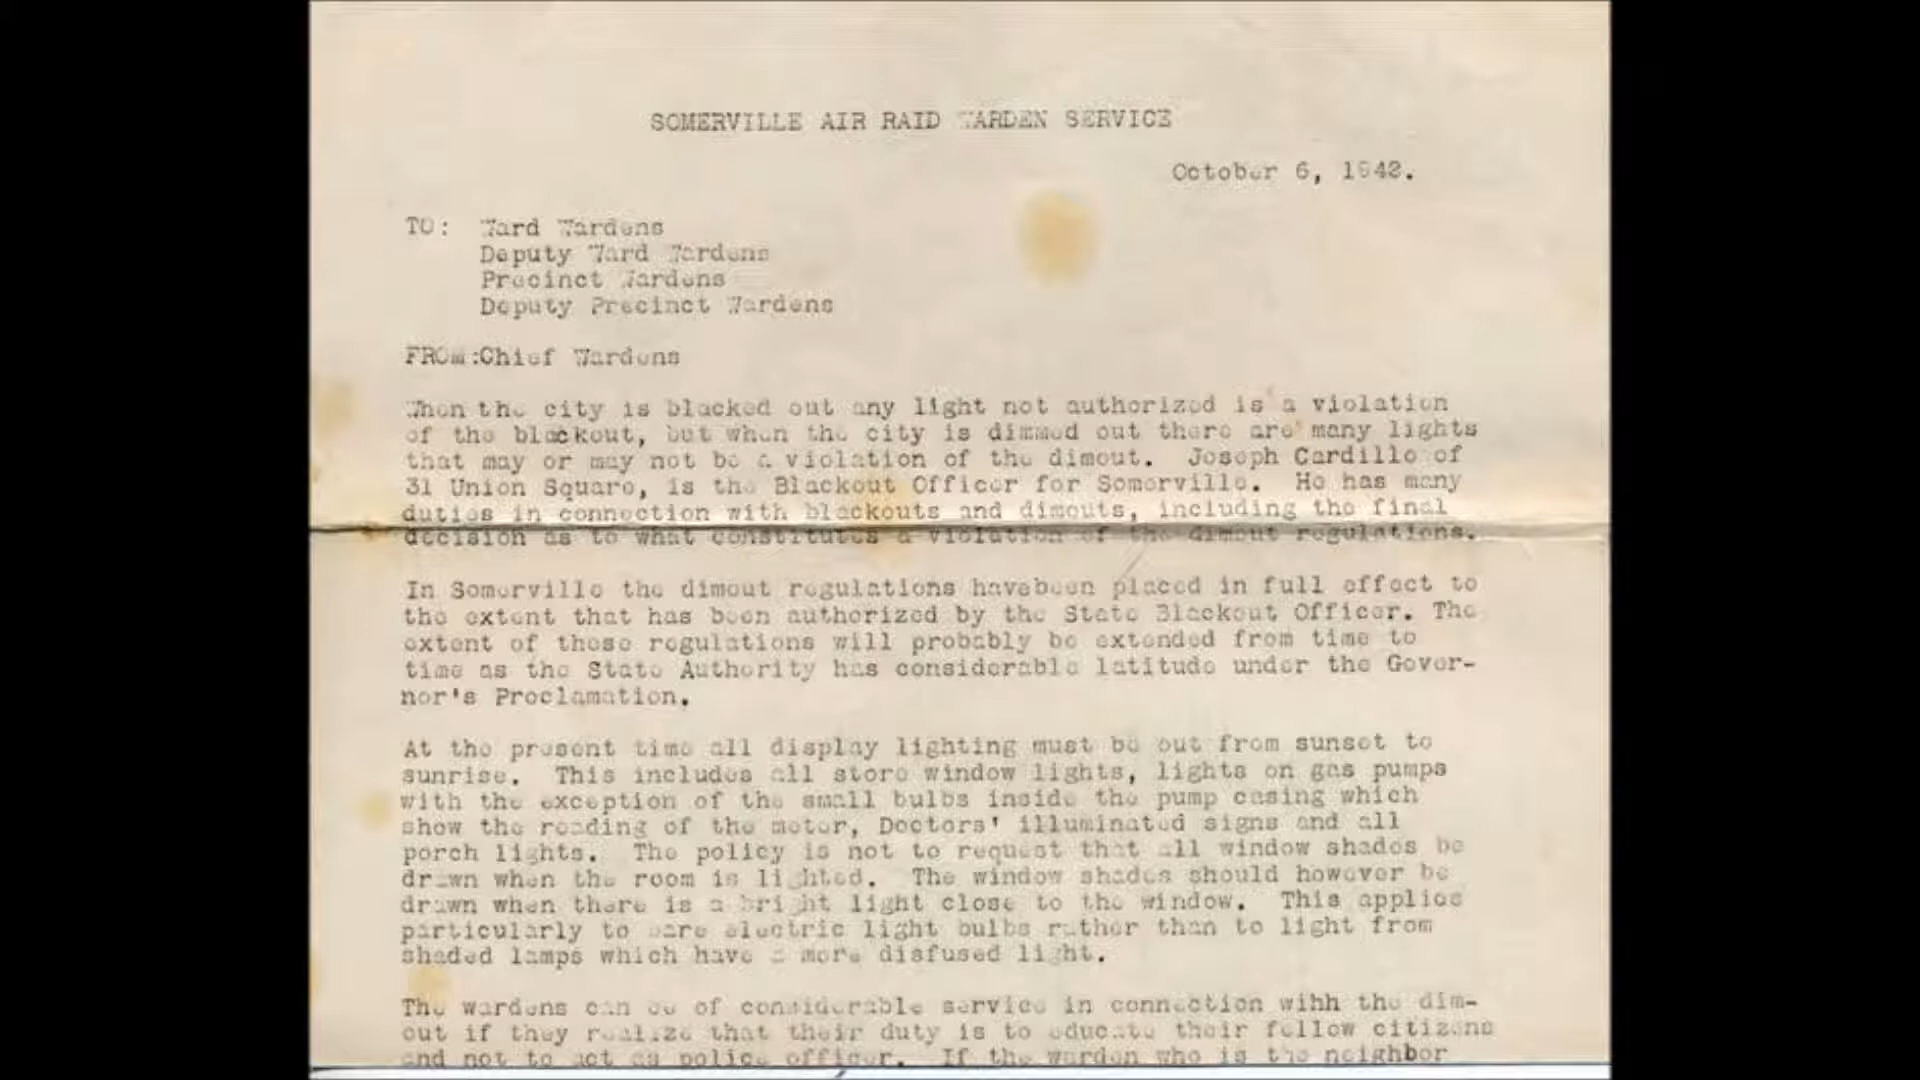 SOMERVILLE AIR RAID WARDEN SERVICE
October 6, 1942.
TO: Ward Wardens
Deputy Ward Wardens
Precinct Wardens
Deputy Precinct Wardens
FROM:Chief Wardens
When the city is blacked out any light not authorized is a violation
of the blackout, but when the city is dimmed out there are many lights
that may or may not be a violation of the dimout. Joseph Cardillo of
31 Union Square, is the Blackout Officer for Somerville. He has many
duties in connection with blackouts and dimouts, including the final
decision as to what constitutes a violation of the dimout regulations.
In Somerville the dimout regulations havebeen placed in full effect to
the extent that has been authorized by the State Blackout Officer. The
extent of these regulations will probably be extended from time to
time as the State Authority has considerable latitude under the Gover-
nor's Proclamation.
At the present time all display lighting must be out from sunset to
sunrise. This includes all store window lights, lights on gas pumps
with the exception of the small bulbs inside the pump casing which
show the reading of the meter, Doctors' illuminated signs and all
porch lights. The policy is not to request that all window shades be
drawn when the room is lighted. The window shades should however be
drawn when there is a bright light close to the window. This applies
particularly to bare electric light bulbs rather than to light from
shaded lamps which have a more disfused light.
The wardens can be of considerable service in connection wihh the dim-
out if they realize that their duty is to educate their fellow citizens
and not to act as police officer. If the warden who is the neighbor